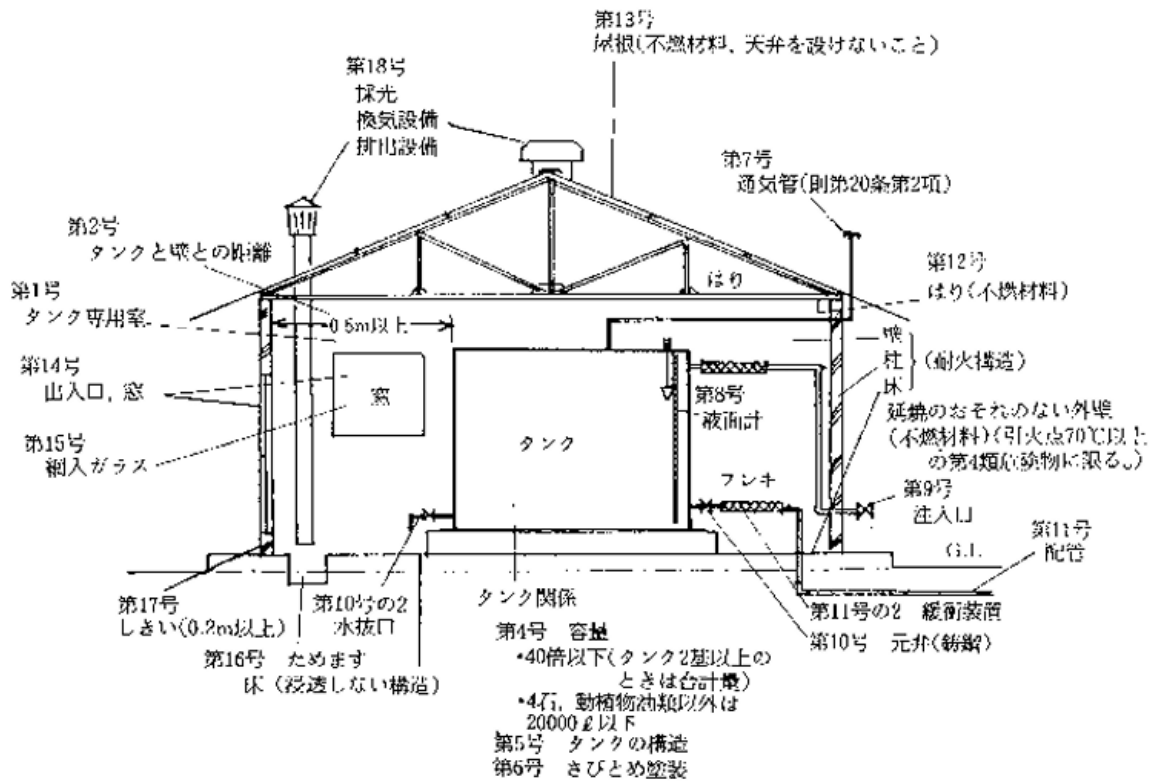 第13号
屋根(不燃材料、天弁を設けないこと)
第18号
採光
換気設備
排出設備
第7号
通気管(則第20条第2項)
第2号
タンクと壁との距離
第12号
はり(不燃材料)
はり
第1号
タンク専用室
0.5m以上
壁
柱
床
(耐火構造)
第14号
出入口、窓
窓
第8号
液面計
延焼のおそれのない外壁
(不燃材料)(引火点70℃以上
の第4類危険物に限る。)
第15号
網入ガラス
タンク
フレキ
第9号
注入口
第11号
配管
G.L
第17号
しきい(0.2m以上)
第10号の2
水抜口
タンク関係
第11号の2 緩衝装置
第10号 元弁(鋳鋼)
第16号 ためます
床(浸透しない構造)
第4号 容量
・40倍以下(タンク2基以上の
ときは合計量)
・4石、動植物油類以外は
20000ℓ以下
第5号 タンクの構造
第6号 さびとめ塗装